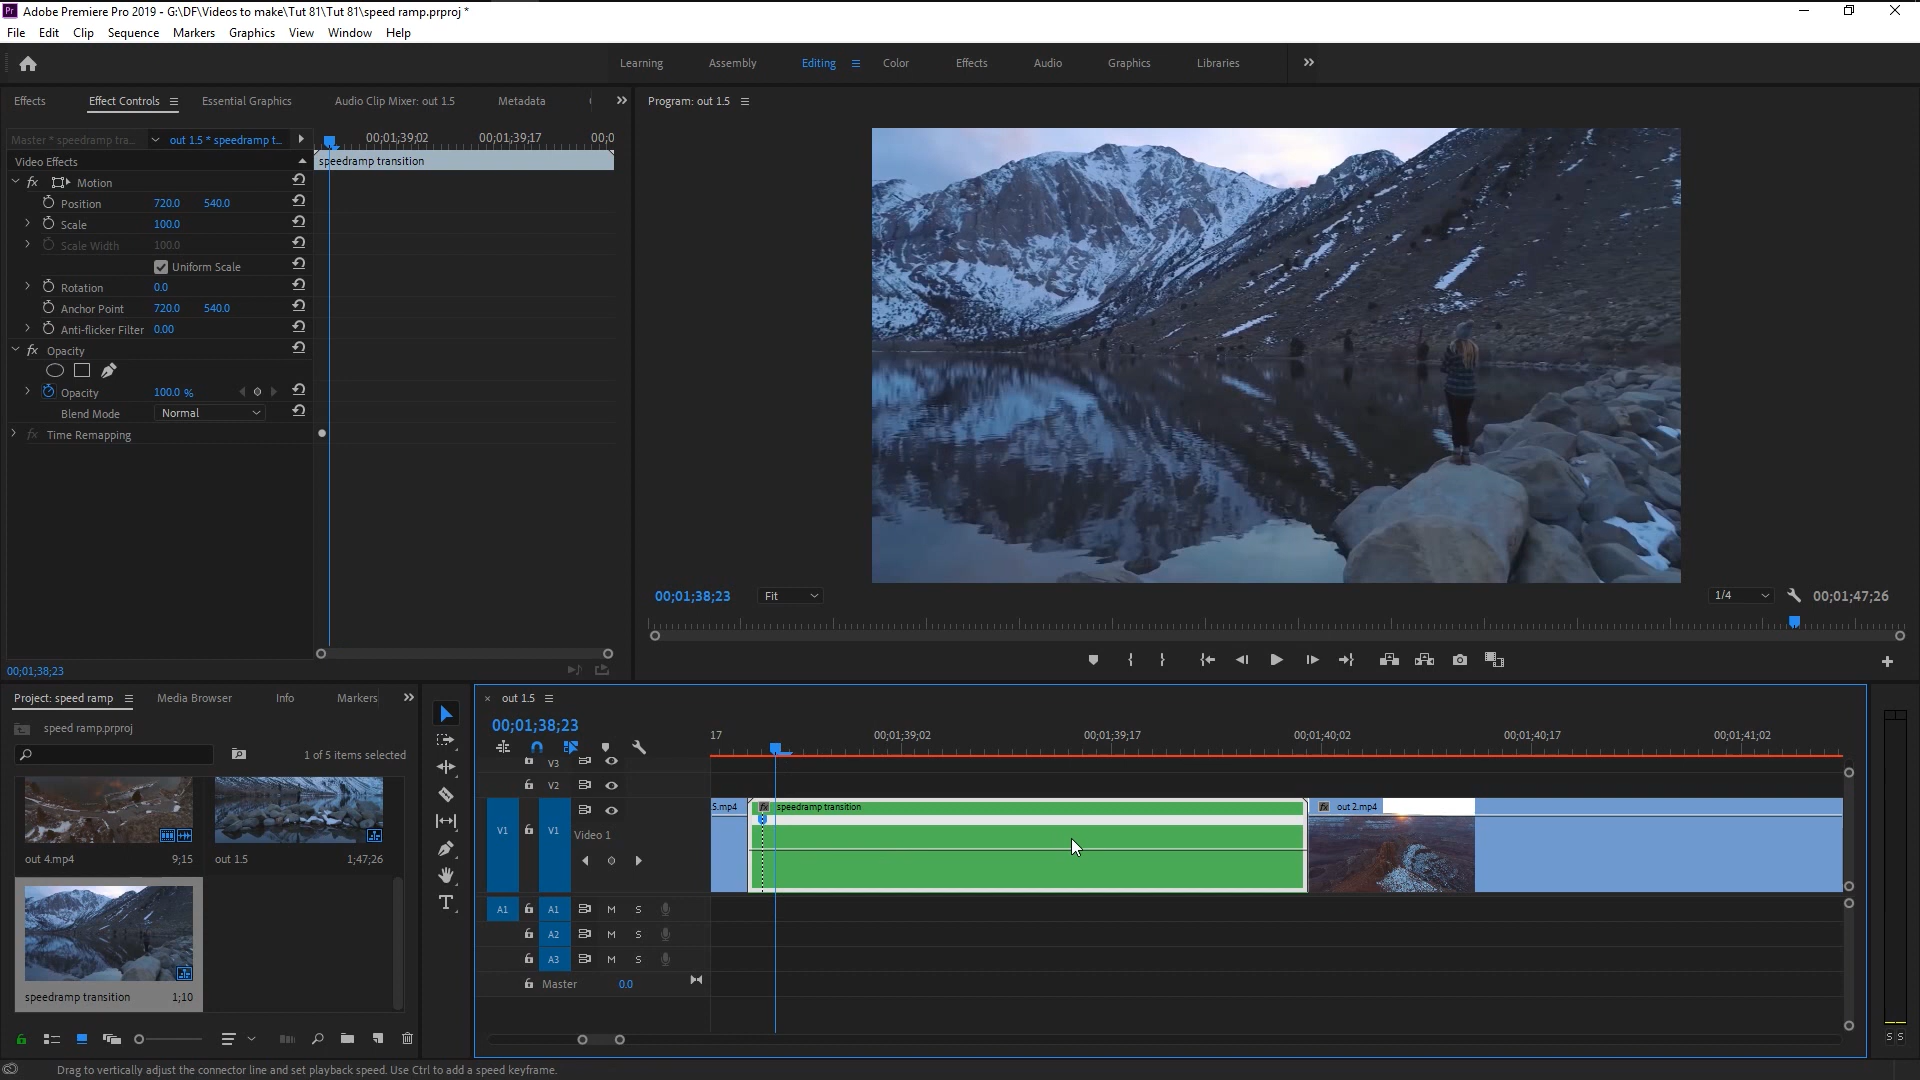 Pr Adobe Premiere Pro 2019 - G:\DF\Videos to make\Tut 81\Tut 81\speed ramp.prproj *
File Edit Clip Sequence Markers Graphics View Window Help
Learning Assembly Editing Color Effects Audio Graphics Libraries
Effects Effect Controls Essential Graphics Audio Clip Mixer: out 1.5 Metadata
Program: out 1.5
Master * speedramp tra... out 1.5 * speedramp t...
00;01;39;02 00;01;39;17 00;0
Video Effects
speedramp transition
fx Motion
Position 720.0 540.0
Scale 100.0
Scale Width 100.0
Uniform Scale
Rotation 0.0
Anchor Point 720.0 540.0
Anti-flicker Filter 0.00
fx Opacity
Opacity 100.0 %
Blend Mode Normal
fx Time Remapping
00;01;38;23
00;01;38;23 Fit 1/4 00;01;47;26
Project: speed ramp Media Browser Info Markers
speed ramp.prproj
1 of 5 items selected
out 4.mp4 9;15
out 1.5 1;47;26
speedramp transition 1;10
out 1.5
00;01;38;23
17 00;01;39;02 00;01;39;17 00;01;40;02 00;01;40;17 00;01;41;02
V3
V2
V1 V1 Video 1
5.mp4 fx speedramp transition fx out 2.mp4
A1 A1 M S
A2 M S
A3 M S
Master 0.0
S S
Drag to vertically adjust the connector line and set playback speed. Use Ctrl to add a speed keyframe.